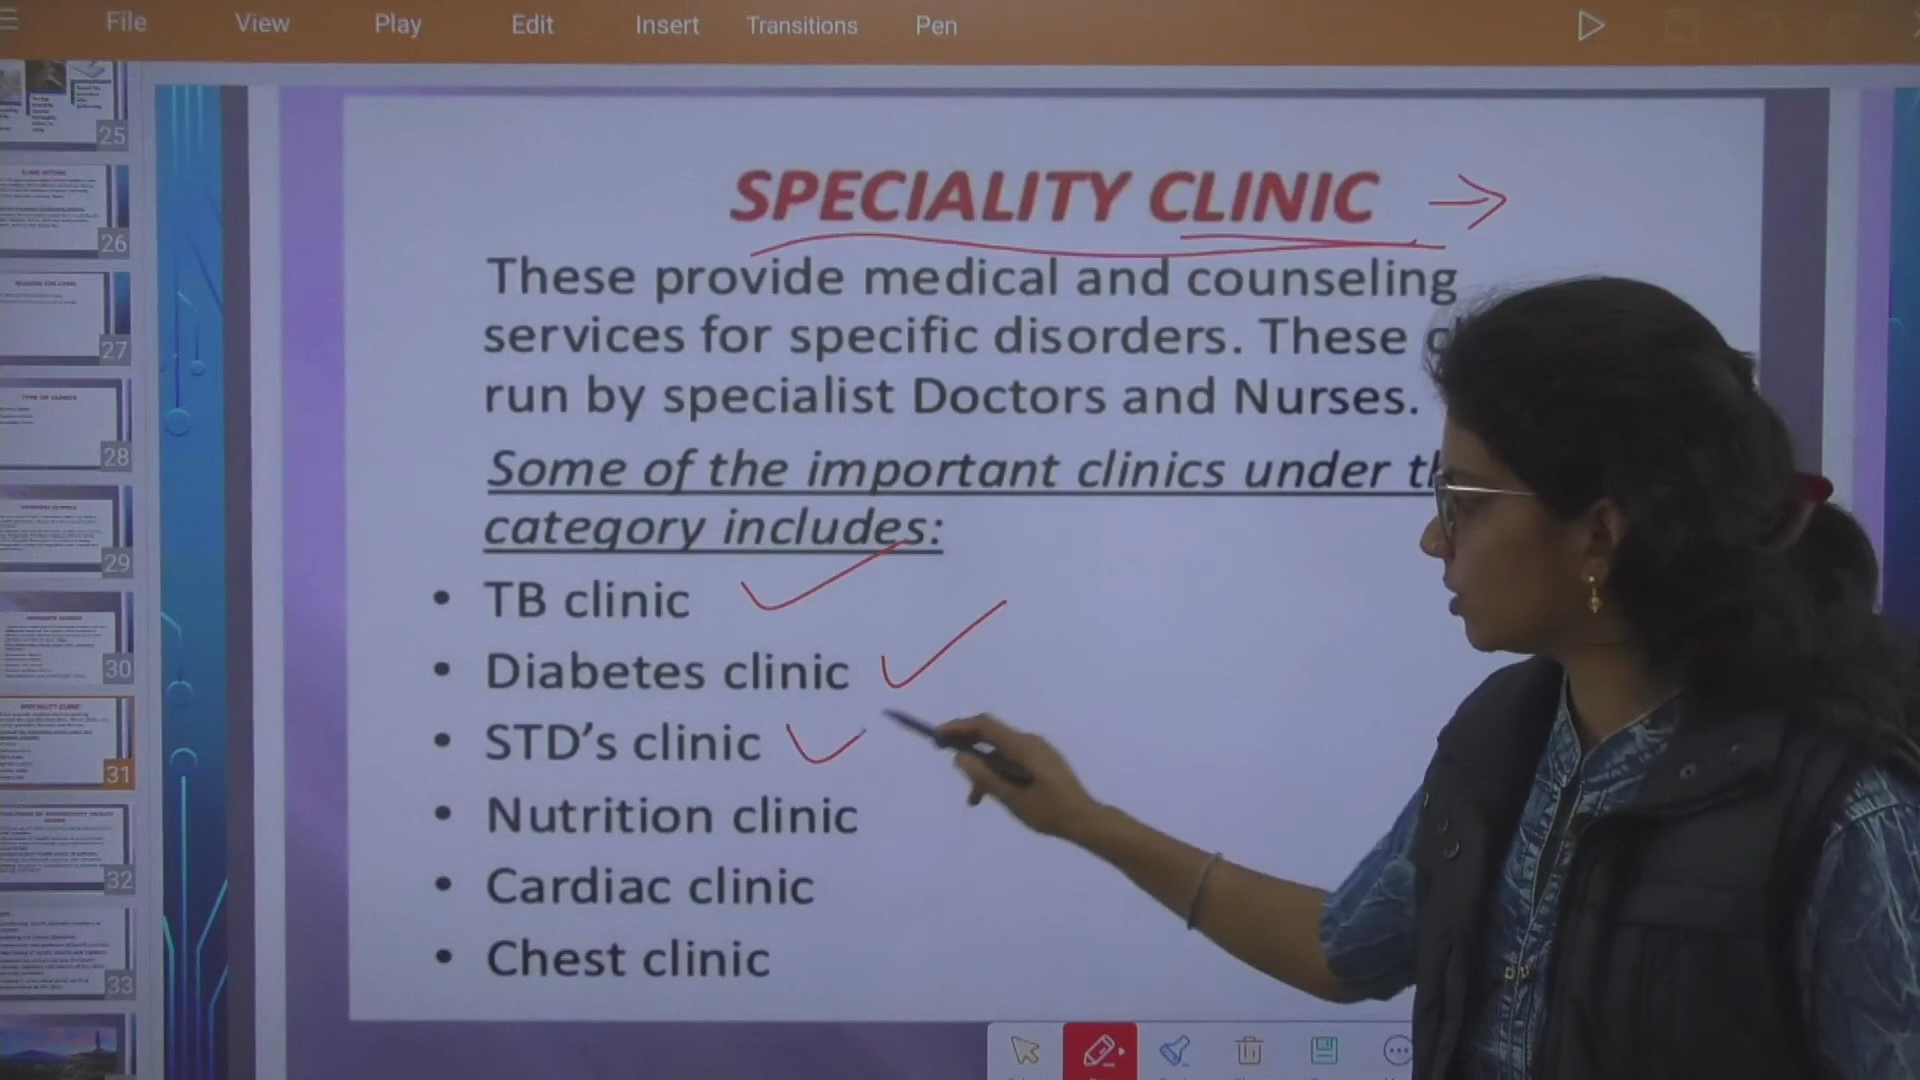 File View Play Edit Insert Transitions Pen
25
26
27
28
29
30
31
32
33
SPECIALITY CLINIC
These provide medical and counseling
services for specific disorders. These
run by specialist Doctors and Nurses.
Some of the important clinics under
category includes:
• TB clinic
• Diabetes clinic
• STD's clinic
• Nutrition clinic
• Cardiac clinic
• Chest clinic